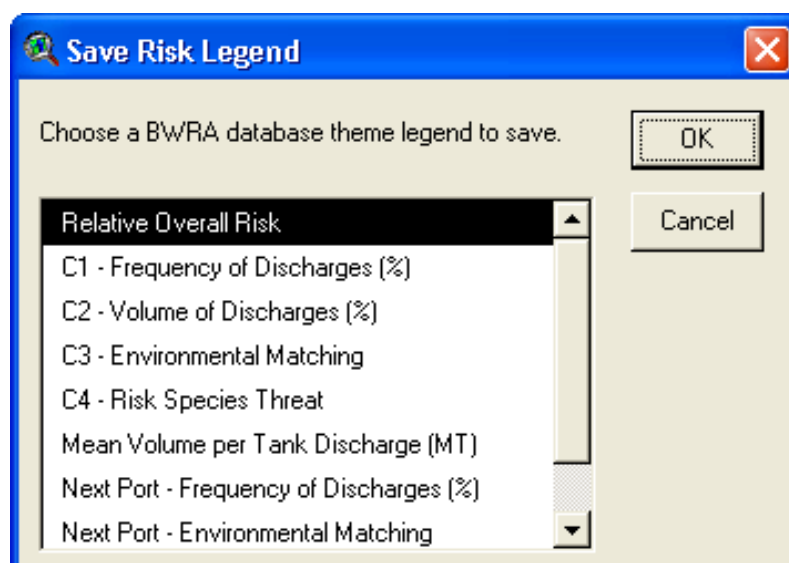 Save Risk Legend
Choose a BWRA database theme legend to save.
OK
Cancel
Relative Overall Risk
C1 - Frequency of Discharges (%)
C2 - Volume of Discharges (%)
C3 - Environmental Matching
C4 - Risk Species Threat
Mean Volume per Tank Discharge (MT)
Next Port - Frequency of Discharges (%)
Next Port - Environmental Matching